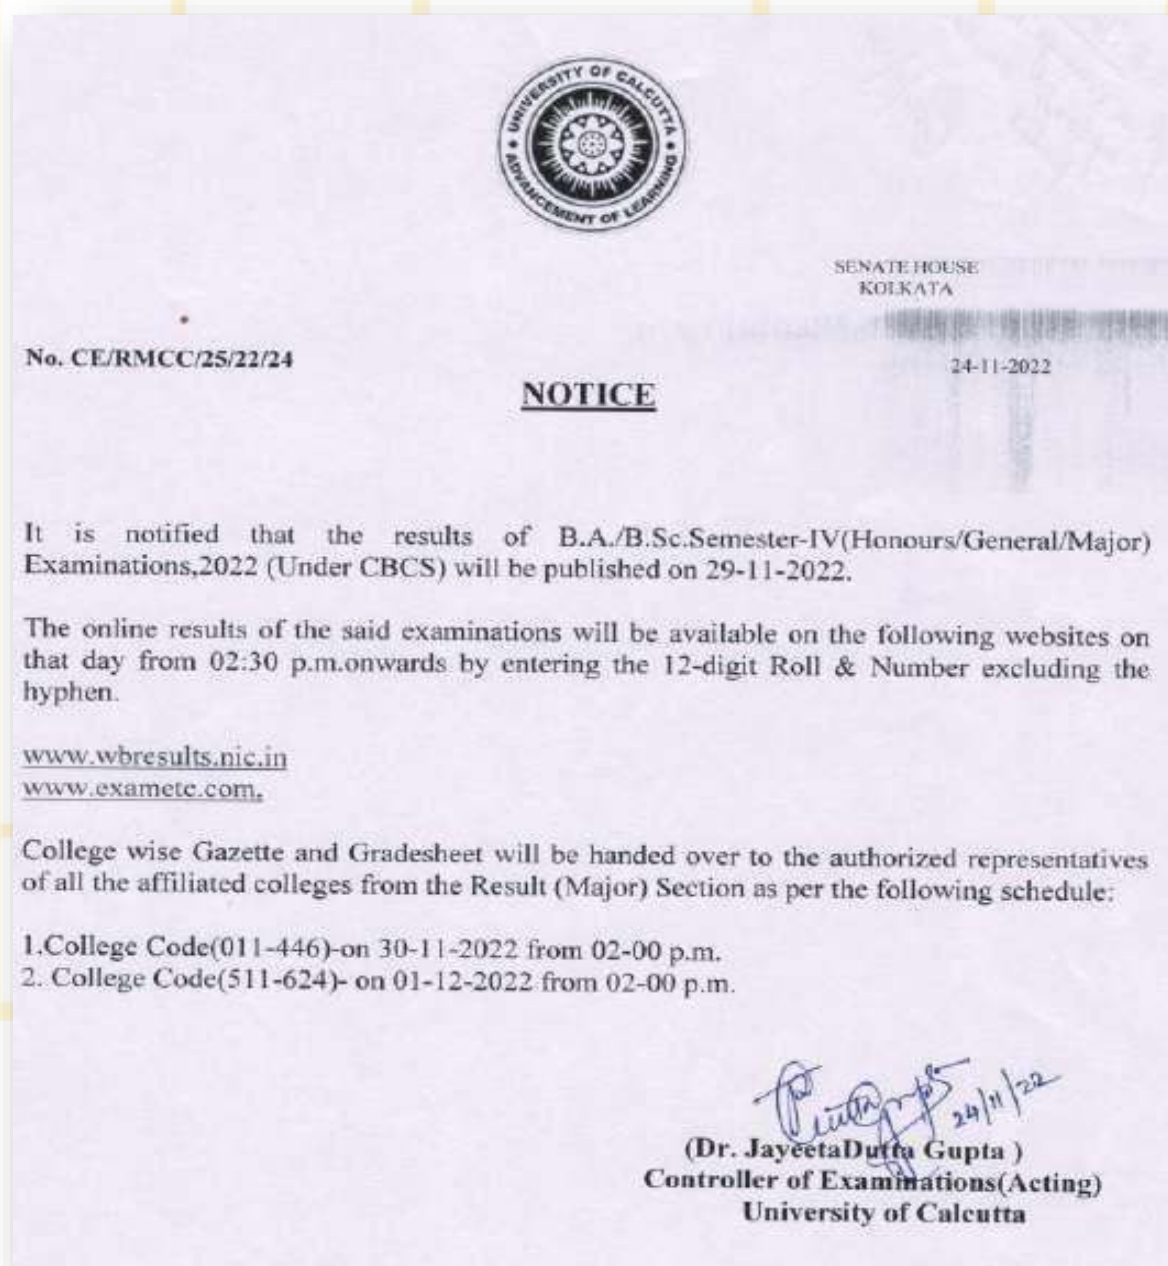 UNIVERSITY OF CALCUTTA
ADVANCEMENT OF LEARNING
SENATE HOUSE
KOLKATA
No. CE/RMCC/25/22/24
24-11-2022
NOTICE
It is notified that the results of B.A./B.Sc.Semester-IV(Honours/General/Major)
Examinations,2022 (Under CBCS) will be published on 29-11-2022.
The online results of the said examinations will be available on the following websites on
that day from 02:30 p.m.onwards by entering the 12-digit Roll & Number excluding the
hyphen.
www.wbresults.nic.in
www.exametc.com.
College wise Gazette and Gradesheet will be handed over to the authorized representatives
of all the affiliated colleges from the Result (Major) Section as per the following schedule:
1.College Code(011-446)-on 30-11-2022 from 02-00 p.m.
2. College Code(511-624)- on 01-12-2022 from 02-00 p.m.
24/11/22
(Dr. JayeetaDutta Gupta )
Controller of Examinations(Acting)
University of Calcutta